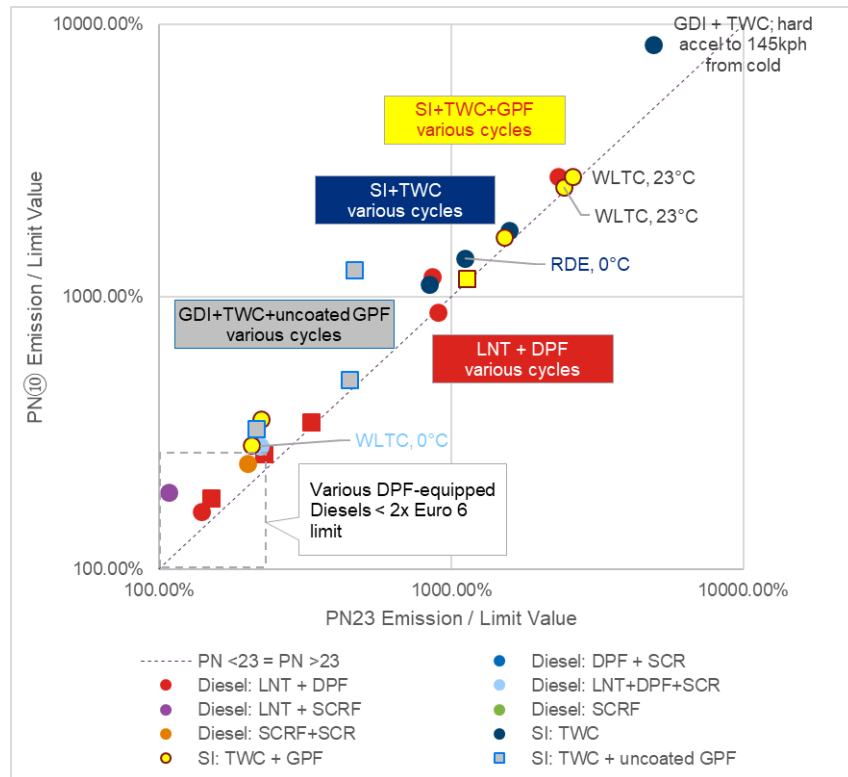 10000.00%
GDI + TWC; hard
accel to 145kph
from cold
SI+TWC+GPF
various cycles
WLTC, 23°C
SI+TWC
various cycles
WLTC, 23°C
RDE, 0°C
1000.00%
GDI+TWC+uncoated GPF
various cycles
LNT + DPF
various cycles
PN⑩ Emission / Limit Value
WLTC, 0°C
Various DPF-equipped
Diesels < 2x Euro 6
limit
100.00%
100.00% 1000.00% 10000.00%
PN23 Emission / Limit Value
PN <23 = PN >23 Diesel: DPF + SCR
Diesel: LNT + DPF Diesel: LNT+DPF+SCR
Diesel: LNT + SCRF Diesel: SCRF
Diesel: SCRF+SCR SI: TWC
SI: TWC + GPF SI: TWC + uncoated GPF